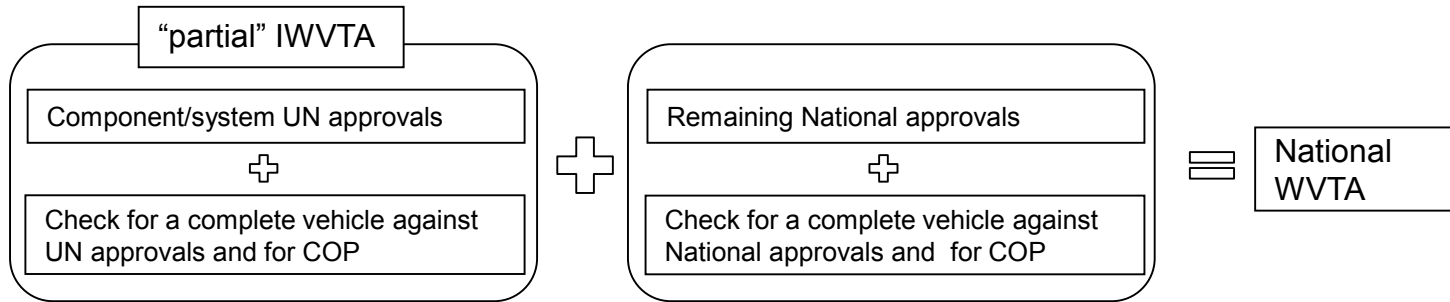 “partial” IWVTA
Component/system UN approvals
Check for a complete vehicle against
UN approvals and for COP
Remaining National approvals
Check for a complete vehicle against
National approvals and  for COP
National
WVTA